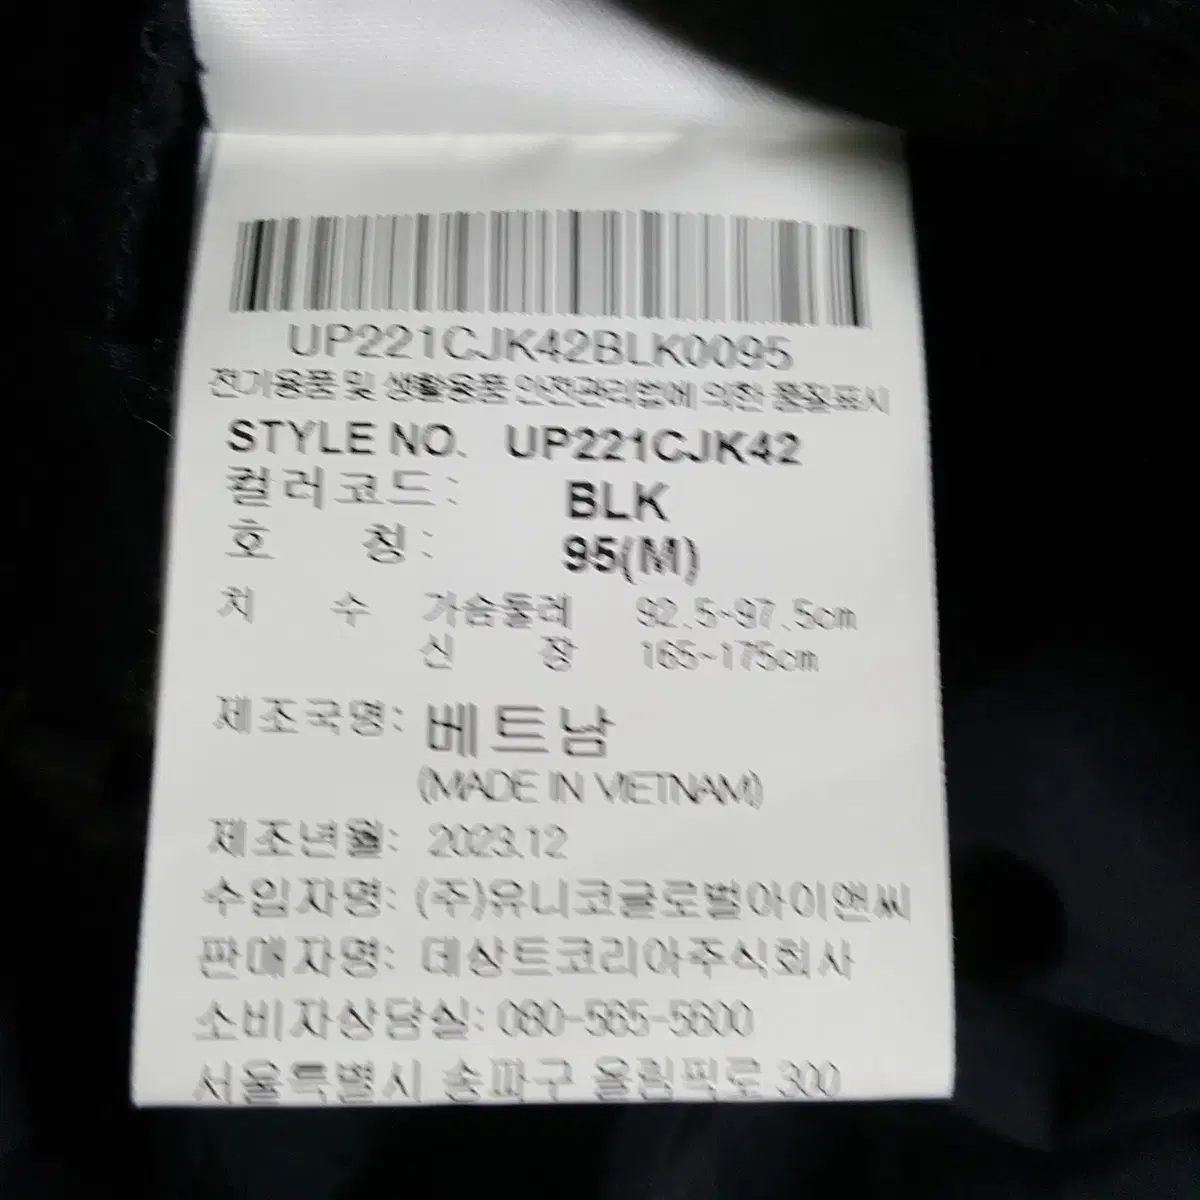 UP221CJK42BLK0095
전기용품 및 생활용품 안전관리법에 의한 품질표시
STYLE NO. UP221CJK42
컬러코드: BLK
호 칭: 95(M)
치 수 가슴둘레 92.5~97.5cm
신 장 165~175cm
제조국명: 베트남
(MADE IN VIETNAM)
제조년월: 2023.12
수입자명: (주)유니코글로벌아이앤씨
판매자명: 데상트코리아주식회사
소비자상담실: 080-565-5600
서울특별시 송파구 올림픽로 300